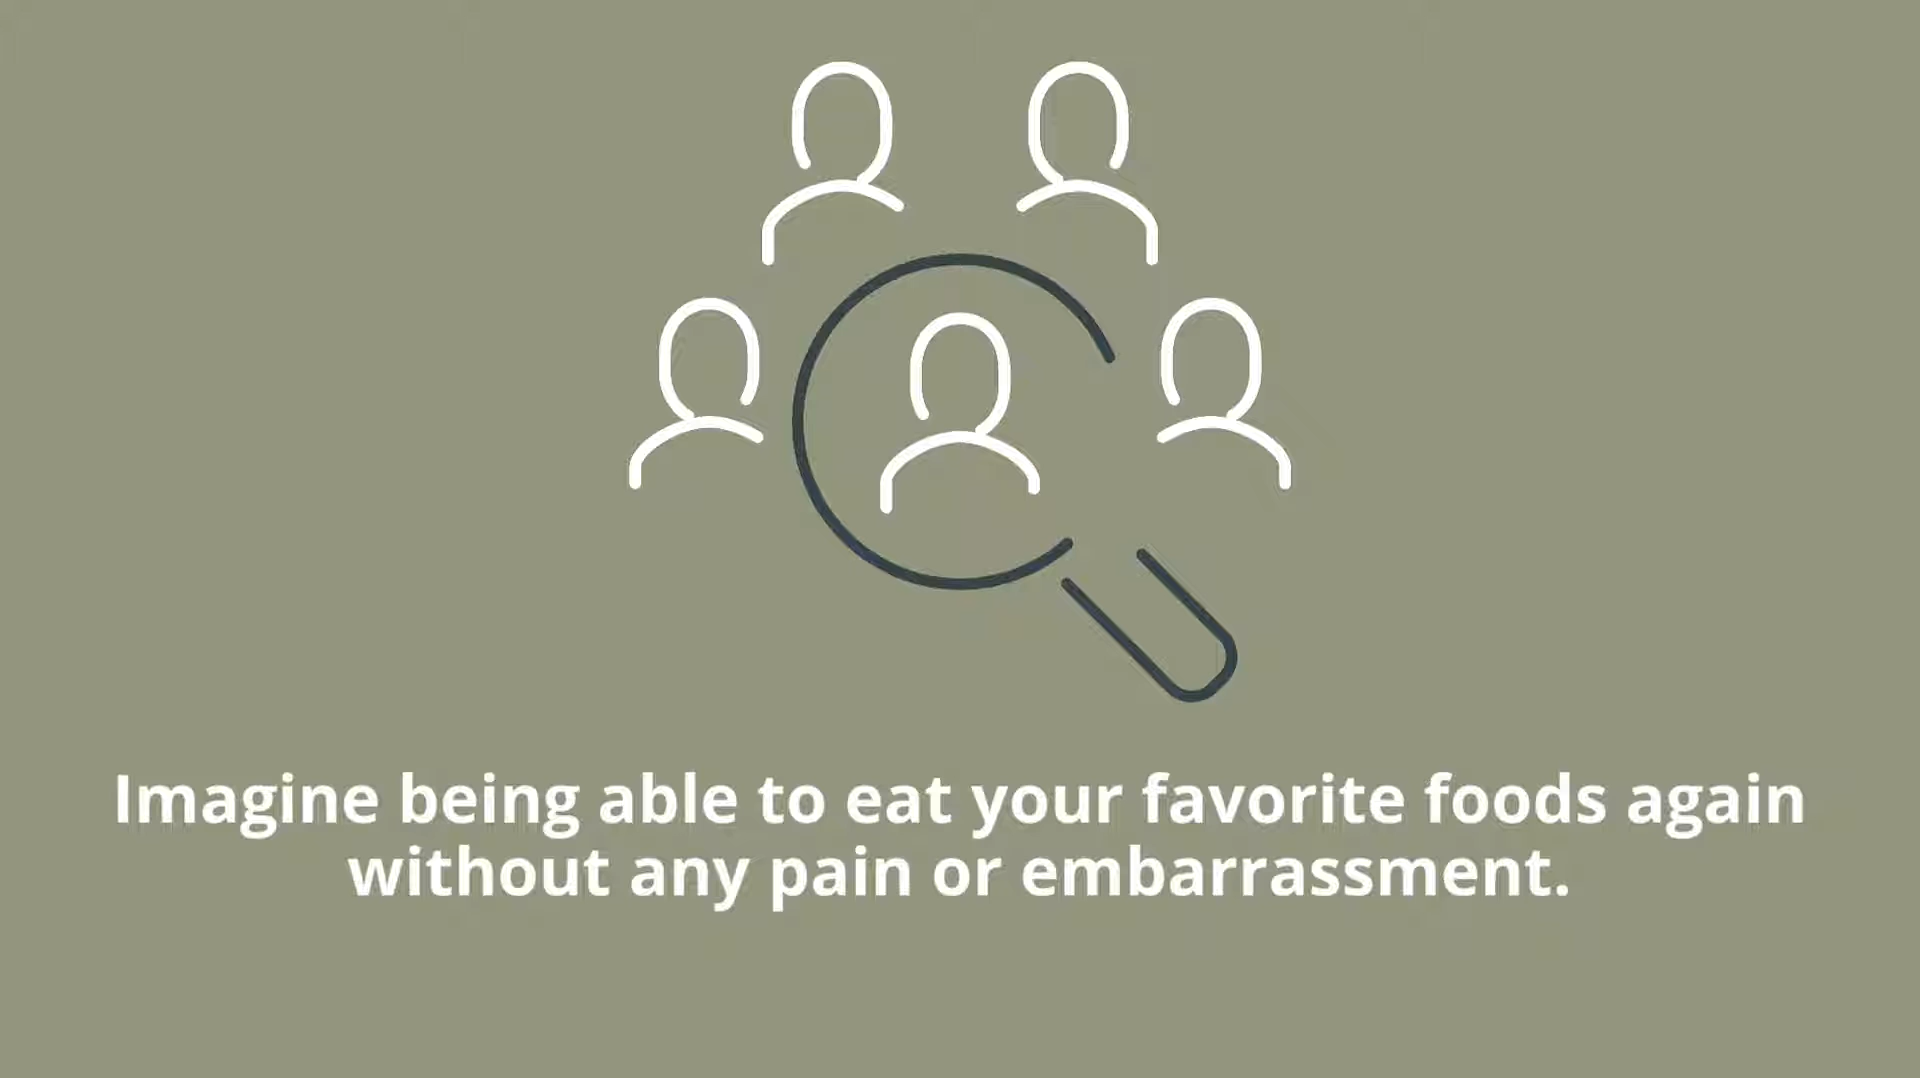 Imagine being able to eat your favorite foods again
without any pain or embarrassment.